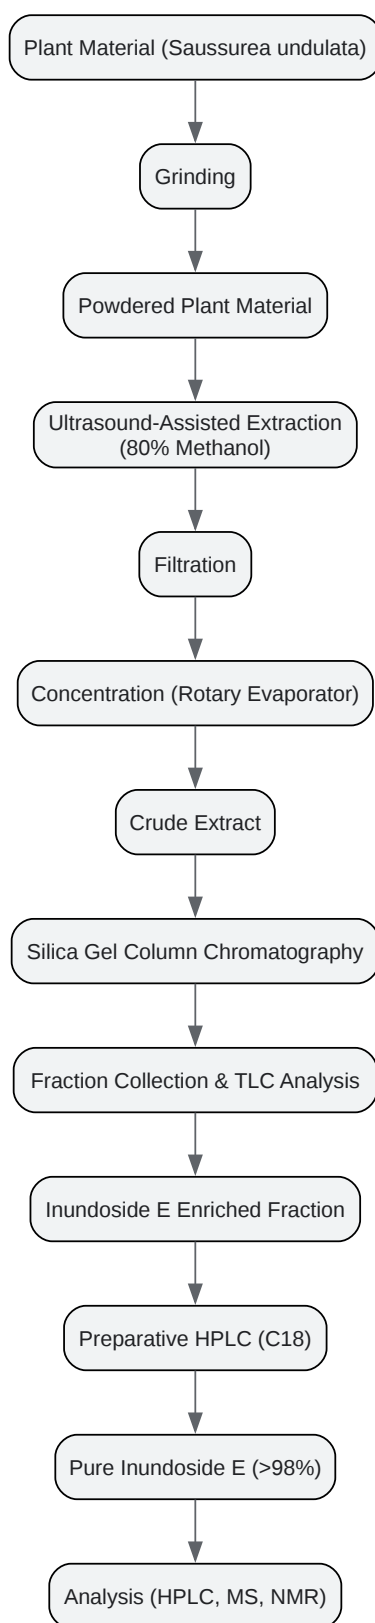 Plant Material (Saussurea undulata)
Grinding
Powdered Plant Material
Ultrasound-Assisted Extraction
(80% Methanol)
Filtration
Concentration (Rotary Evaporator)
Crude Extract
Silica Gel Column Chromatography
Fraction Collection & TLC Analysis
Inundoside E Enriched Fraction
Preparative HPLC (C18)
Pure Inundoside E (>98%)
Analysis (HPLC, MS, NMR)